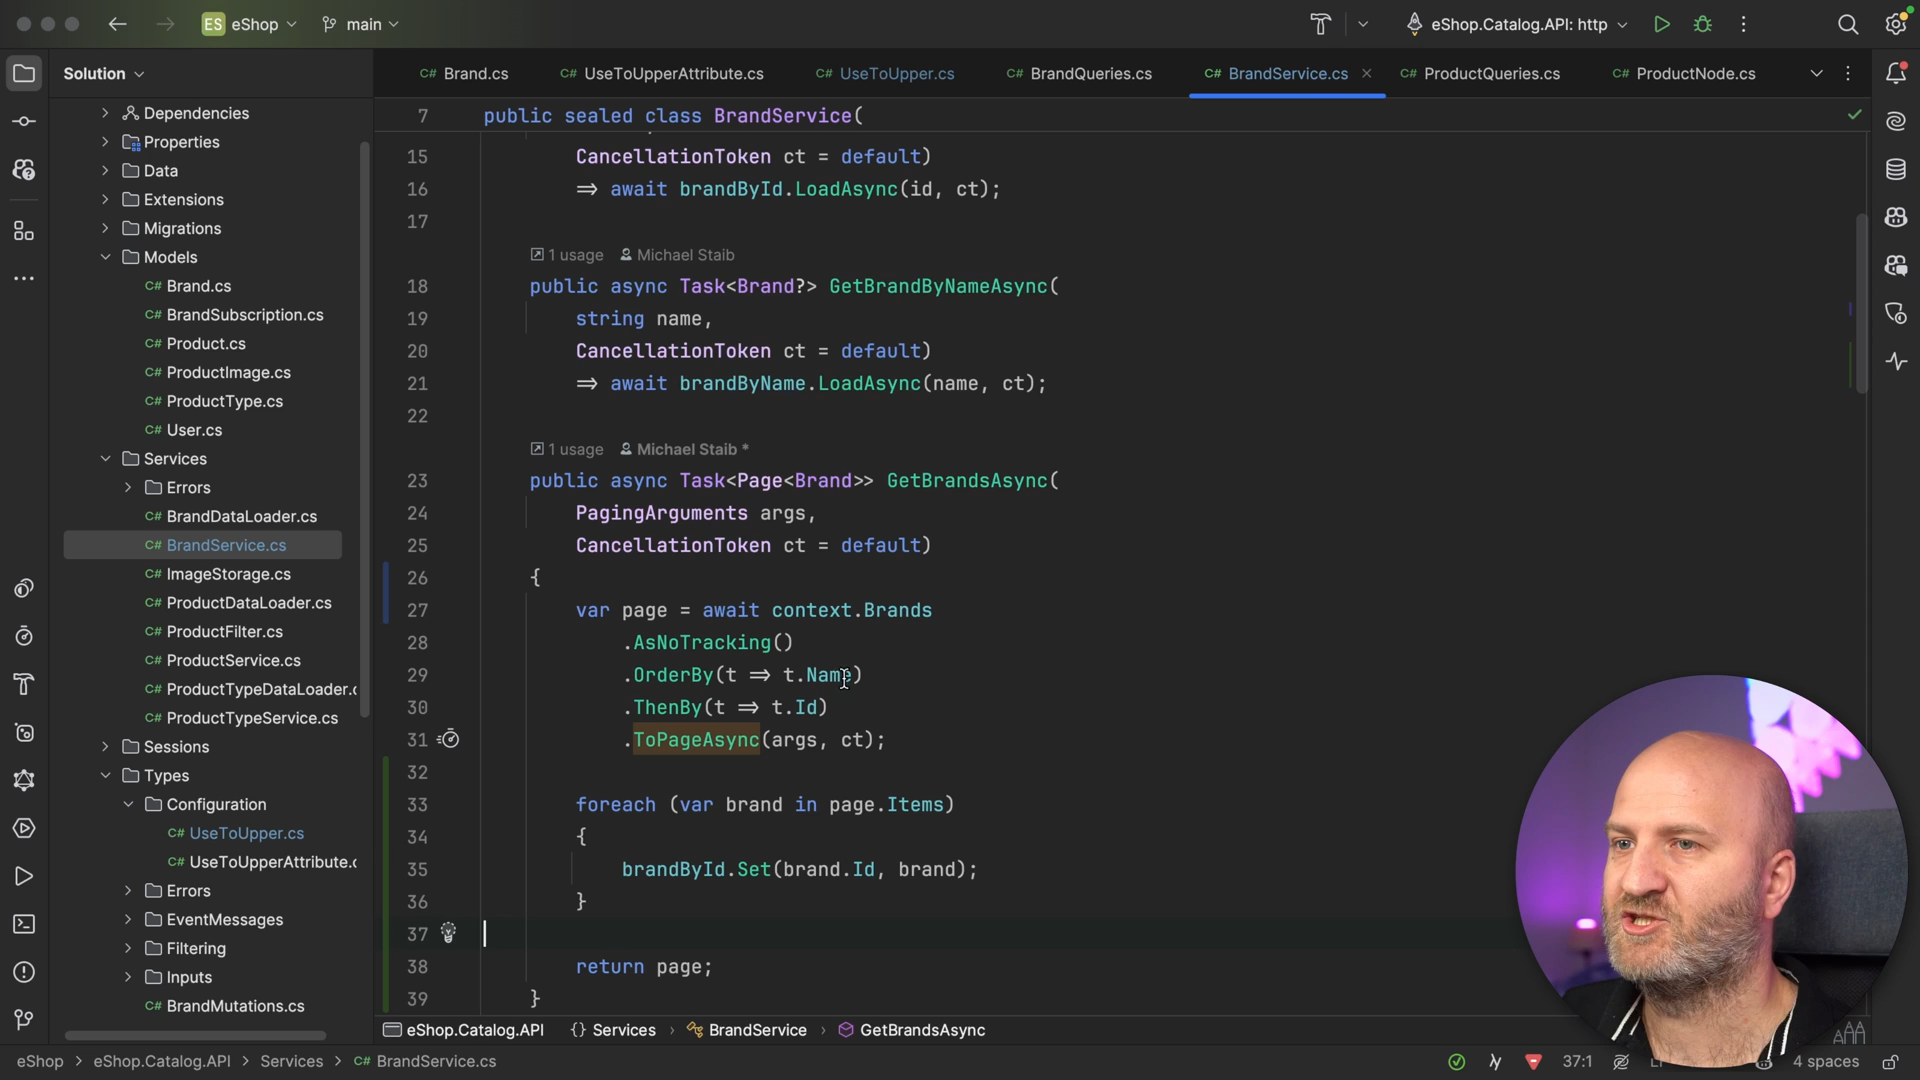 ES eShop main eShop.Catalog.API: http
Solution
C# Brand.cs C# UseToUpperAttribute.cs C# UseToUpper.cs C# BrandQueries.cs C# BrandService.cs C# ProductQueries.cs C# ProductNode.cs
Dependencies
Properties
Data
Extensions
Migrations
Models
C# Brand.cs
C# BrandSubscription.cs
C# Product.cs
C# ProductImage.cs
C# ProductType.cs
C# User.cs
Services
Errors
C# BrandDataLoader.cs
C# BrandService.cs
C# ImageStorage.cs
C# ProductDataLoader.cs
C# ProductFilter.cs
C# ProductService.cs
C# ProductTypeDataLoader.c
C# ProductTypeService.cs
Sessions
Types
Configuration
C# UseToUpper.cs
C# UseToUpperAttribute.c
Errors
EventMessages
Filtering
Inputs
C# BrandMutations.cs
7 public sealed class BrandService(
15 CancellationToken ct = default)
16 => await brandById.LoadAsync(id, ct);
17
1 usage Michael Staib
18 public async Task<Brand?> GetBrandByNameAsync(
19 string name,
20 CancellationToken ct = default)
21 => await brandByName.LoadAsync(name, ct);
22
1 usage Michael Staib *
23 public async Task<Page<Brand>> GetBrandsAsync(
24 PagingArguments args,
25 CancellationToken ct = default)
26 {
27 var page = await context.Brands
28 .AsNoTracking()
29 .OrderBy(t => t.Name)
30 .ThenBy(t => t.Id)
31 .ToPageAsync(args, ct);
32
33 foreach (var brand in page.Items)
34 {
35 brandById.Set(brand.Id, brand);
36 }
37
38 return page;
39 }
eShop.Catalog.API {} Services › BrandService › GetBrandsAsync
eShop › eShop.Catalog.API › Services › C# BrandService.cs 37:1 4 spaces